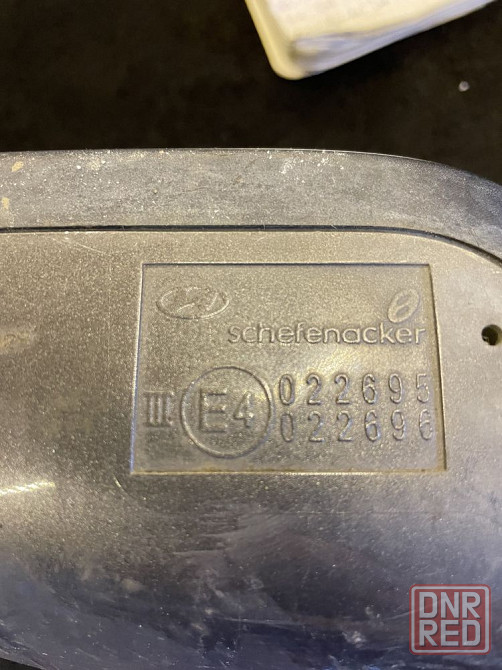 schefenacker
III E4 022695
022696
DNR
RED